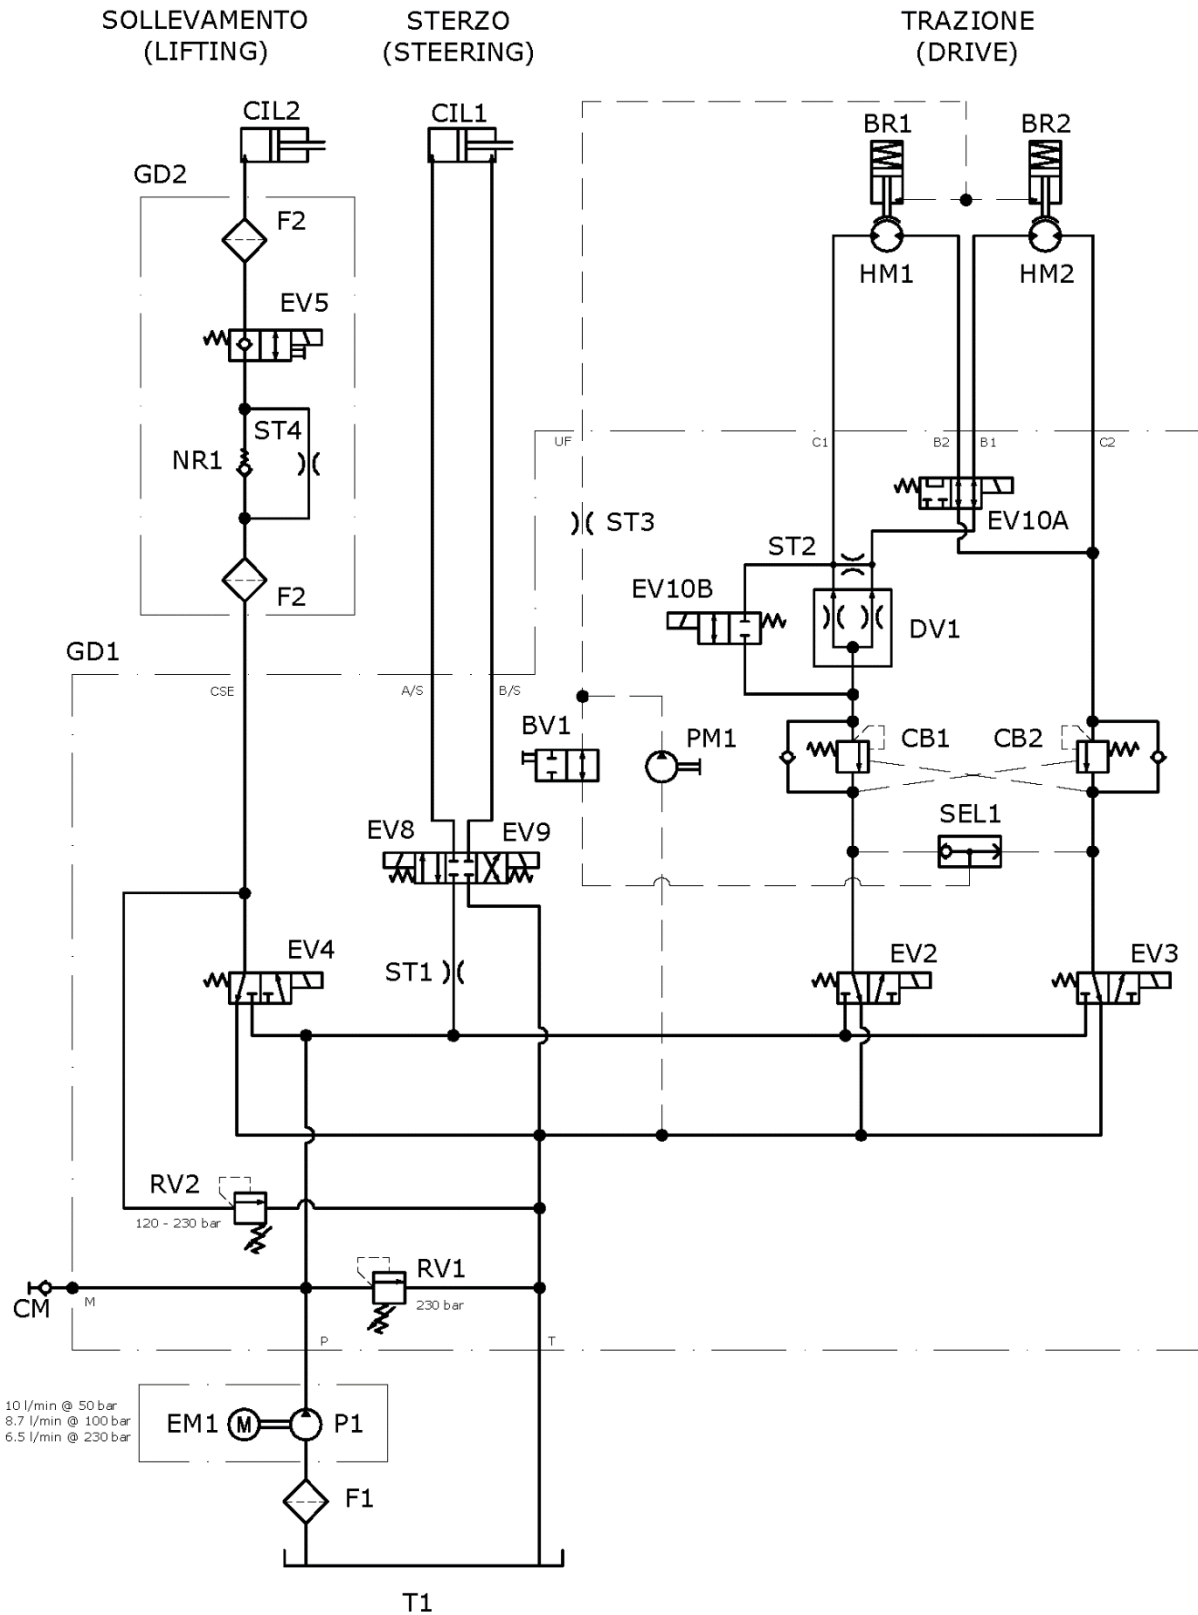 SOLLEVAMENTO
(LIFTING)
STERZO
(STEERING)
TRAZIONE
(DRIVE)
CIL2
CIL1
BR1
BR2
GD2
F2
HM1
HM2
EV5
ST4
NR1
UF
C1
B2
B1
C2
ST3
EV10A
ST2
F2
EV10B
DV1
GD1
CSE
A/S
B/S
BV1
PM1
CB1
CB2
SEL1
EV8
EV9
EV4
ST1
EV2
EV3
RV2
120 - 230 bar
RV1
230 bar
CM
M
P
T
10 l/min @ 50 bar
8.7 l/min @ 100 bar
6.5 l/min @ 230 bar
EM1
M
P1
F1
T1